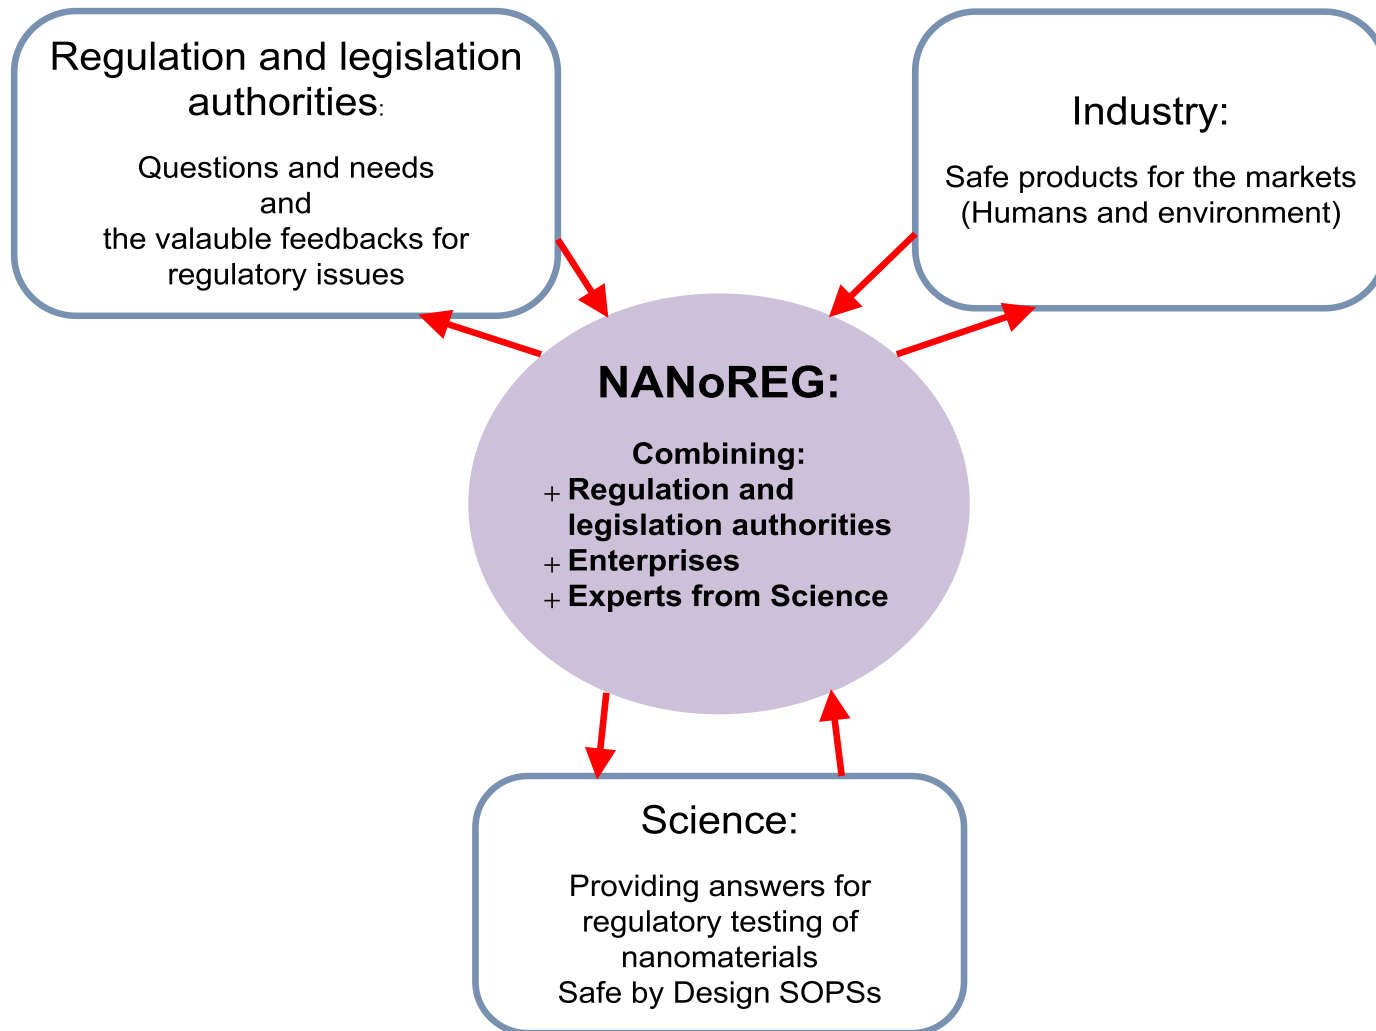 Regulation and legislation
authorities:
Questions and needs
and
the valauble feedbacks for
regulatory issues
Industry:
Safe products for the markets
(Humans and environment)
NANoREG:
Combining:
+ Regulation and
legislation authorities
+ Enterprises
+ Experts from Science
Science:
Providing answers for
regulatory testing of
nanomaterials
Safe by Design SOPSs